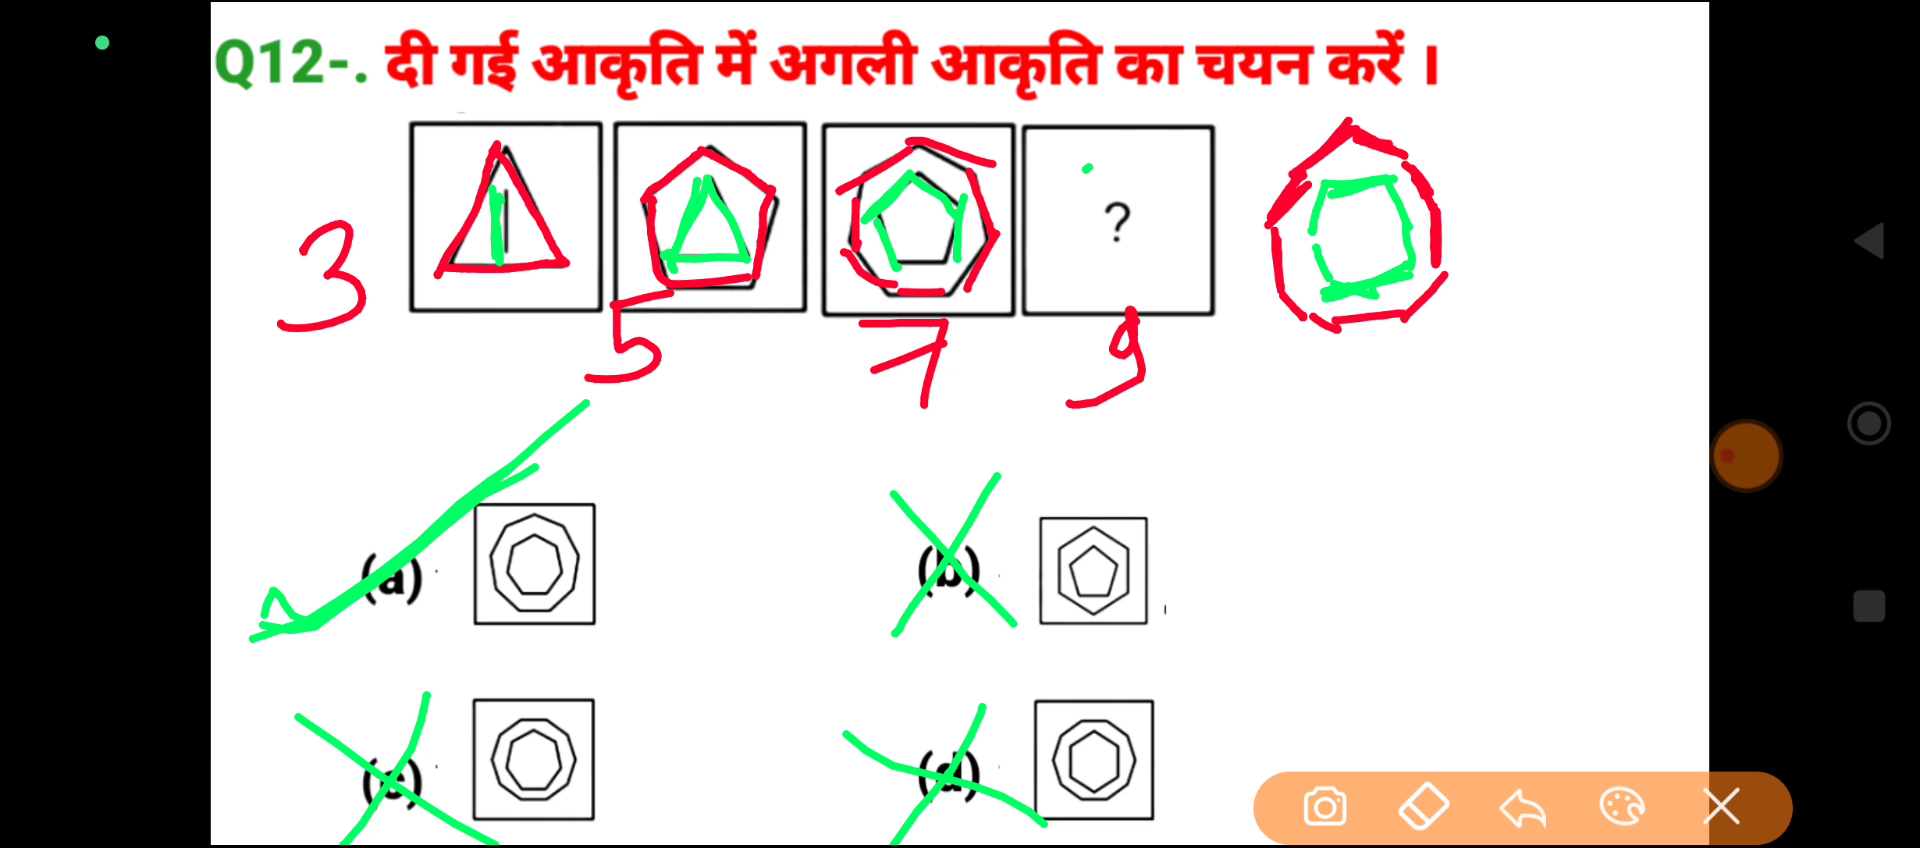 Q12-. दी गई आकृति में अगली आकृति का चयन करें ।
?
3 5 7 9
(a) (b)
(c) (d)